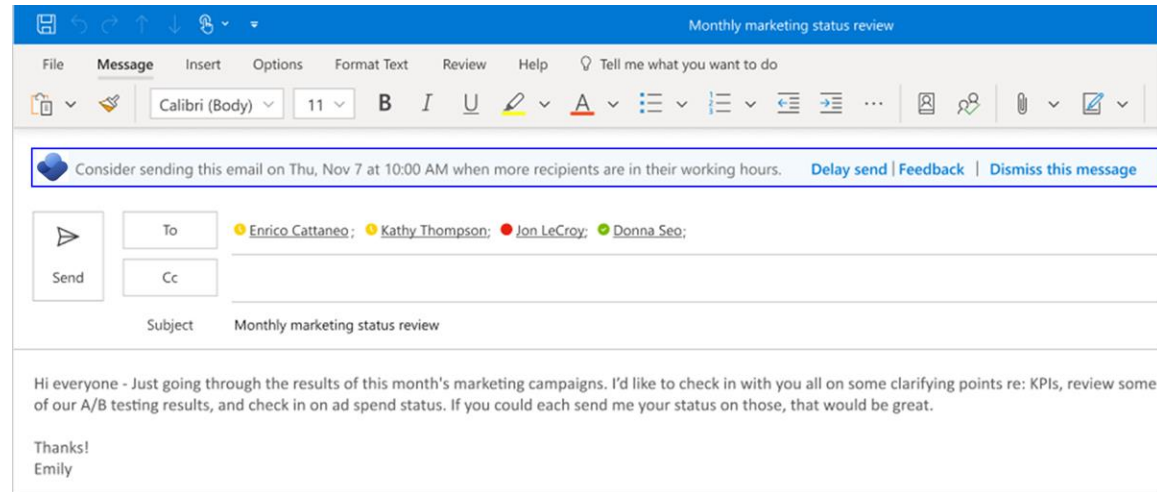 Monthly marketing status review
File Message Insert Options Format Text Review Help Tell me what you want to do
Calibri (Body) 11 B I U A ...
Consider sending this email on Thu, Nov 7 at 10:00 AM when more recipients are in their working hours. Delay send | Feedback | Dismiss this message
To Enrico Cattaneo; Kathy Thompson; Jon LeCroy; Donna Seo;
Send Cc
Subject Monthly marketing status review
Hi everyone - Just going through the results of this month's marketing campaigns. I'd like to check in with you all on some clarifying points re: KPIs, review some
of our A/B testing results, and check in on ad spend status. If you could each send me your status on those, that would be great.
Thanks!
Emily